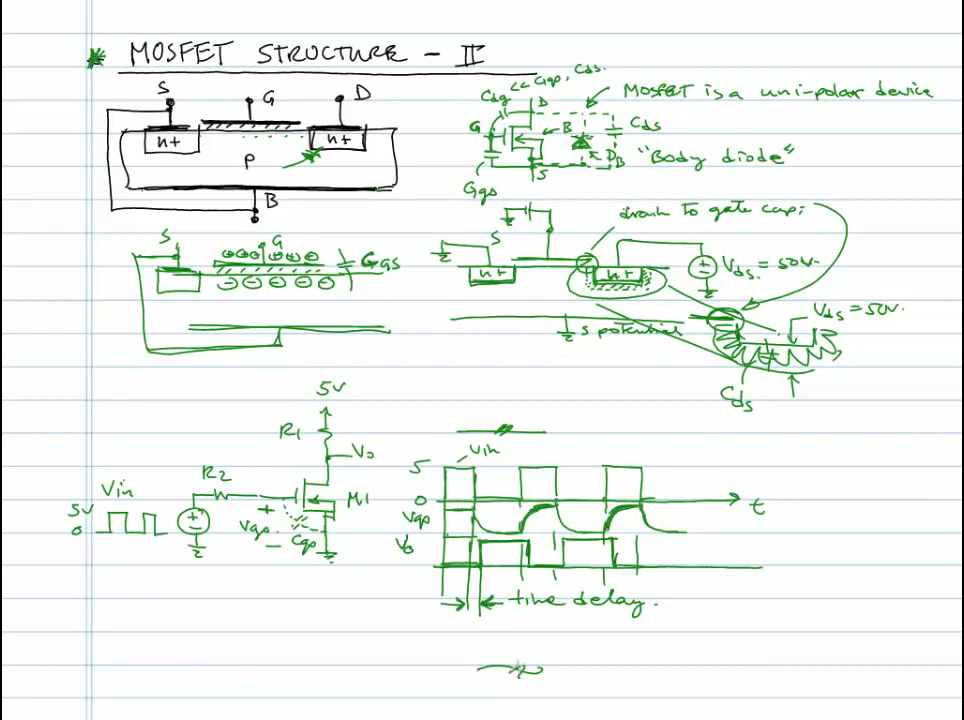 * MOSFET STRUCTURE - II
S G D
n+ n+
P
B
<< Cgs, Cds.
Cdg D
MOSFET is a uni-polar device
G B Cds
DB "Body diode"
S
Cgs
S G
Cgs
drain to gate cap;
S
n+ n+
Vds = 50V.
S potential
Vds = 50V.
Cds
5V
R1
Vo
R2
Vin
5V
0
M1
+
Vgs
-
Cgs
Vin
5
0
t
Vgs
Vo
time delay.